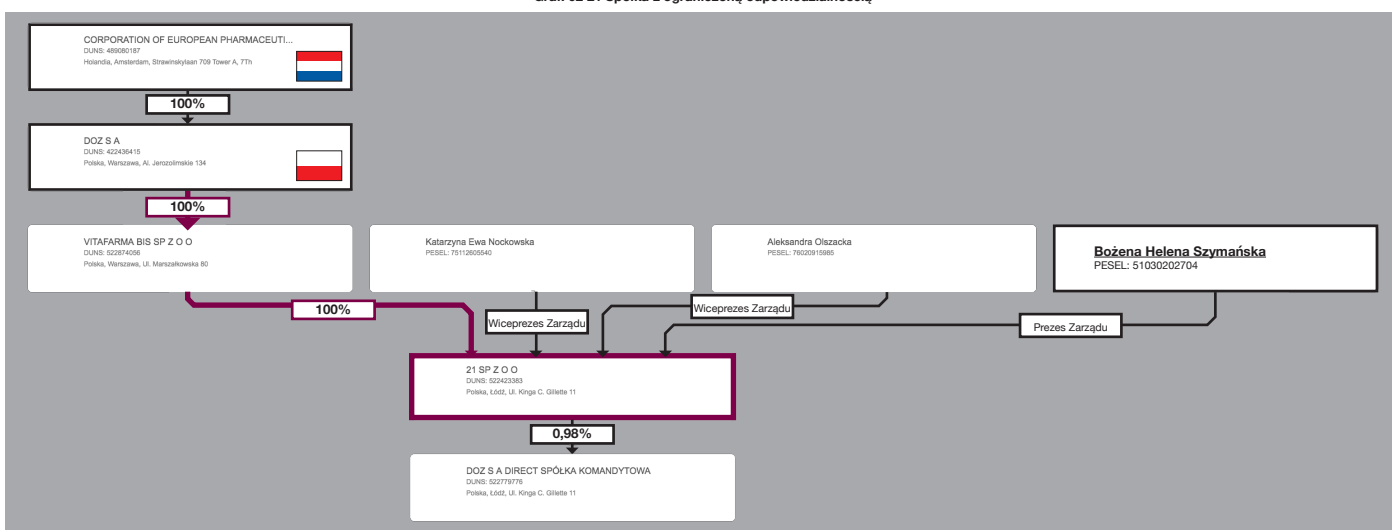 21 Spółka z ograniczoną odpowiedzialnością
CORPORATION OF EUROPEAN PHARMACEUTI...
DUNS: 489080187
Holandia, Amsterdam, Strawinskylaan 709 Tower A, 7Th
100%
DOZ S A
DUNS: 422436415
Polska, Warszawa, Al. Jerozolimskie 134
100%
VITAFARMA BIS SP Z O O
DUNS: 522874056
Polska, Warszawa, Ul. Marszałkowska 80
Katarzyna Ewa Nockowska
PESEL: 75112605540
Aleksandra Olszacka
PESEL: 76020915985
Bożena Helena Szymańska
PESEL: 51030202704
100%
Wiceprezes Zarządu
Wiceprezes Zarządu
Prezes Zarządu
21 SP Z O O
DUNS: 522423383
Polska, Łódź, Ul. Kinga C. Gillette 11
0,98%
DOZ S A DIRECT SPÓŁKA KOMANDYTOWA
DUNS: 522779776
Polska, Łódź, Ul. Kinga C. Gillette 11